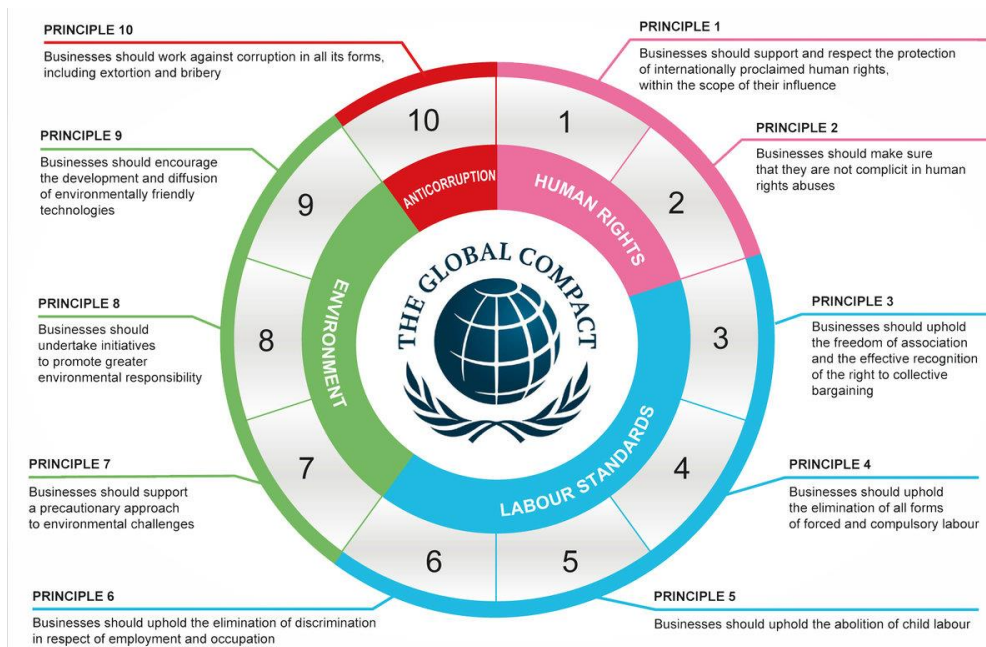 PRINCIPLE 10
Businesses should work against corruption in all its forms,
including extortion and bribery
PRINCIPLE 1
Businesses should support and respect the protection
of internationally proclaimed human rights,
within the scope of their influence
PRINCIPLE 9
Businesses should encourage
the development and diffusion
of environmentally friendly
technologies
PRINCIPLE 2
Businesses should make sure
that they are not complicit in human
rights abuses
PRINCIPLE 8
Businesses should
undertake initiatives
to promote greater
environmental responsibility
PRINCIPLE 3
Businesses should uphold
the freedom of association
and the effective recognition
of the right to collective
bargaining
PRINCIPLE 7
Businesses should support
a precautionary approach
to environmental challenges
PRINCIPLE 4
Businesses should uphold
the elimination of all forms
of forced and compulsory labour
PRINCIPLE 6
Businesses should uphold the elimination of discrimination
in respect of employment and occupation
PRINCIPLE 5
Businesses should uphold the abolition of child labour
10
1
2
3
4
5
6
7
8
9
ANTICORRUPTION
HUMAN RIGHTS
LABOUR STANDARDS
ENVIRONMENT
THE GLOBAL COMPACT